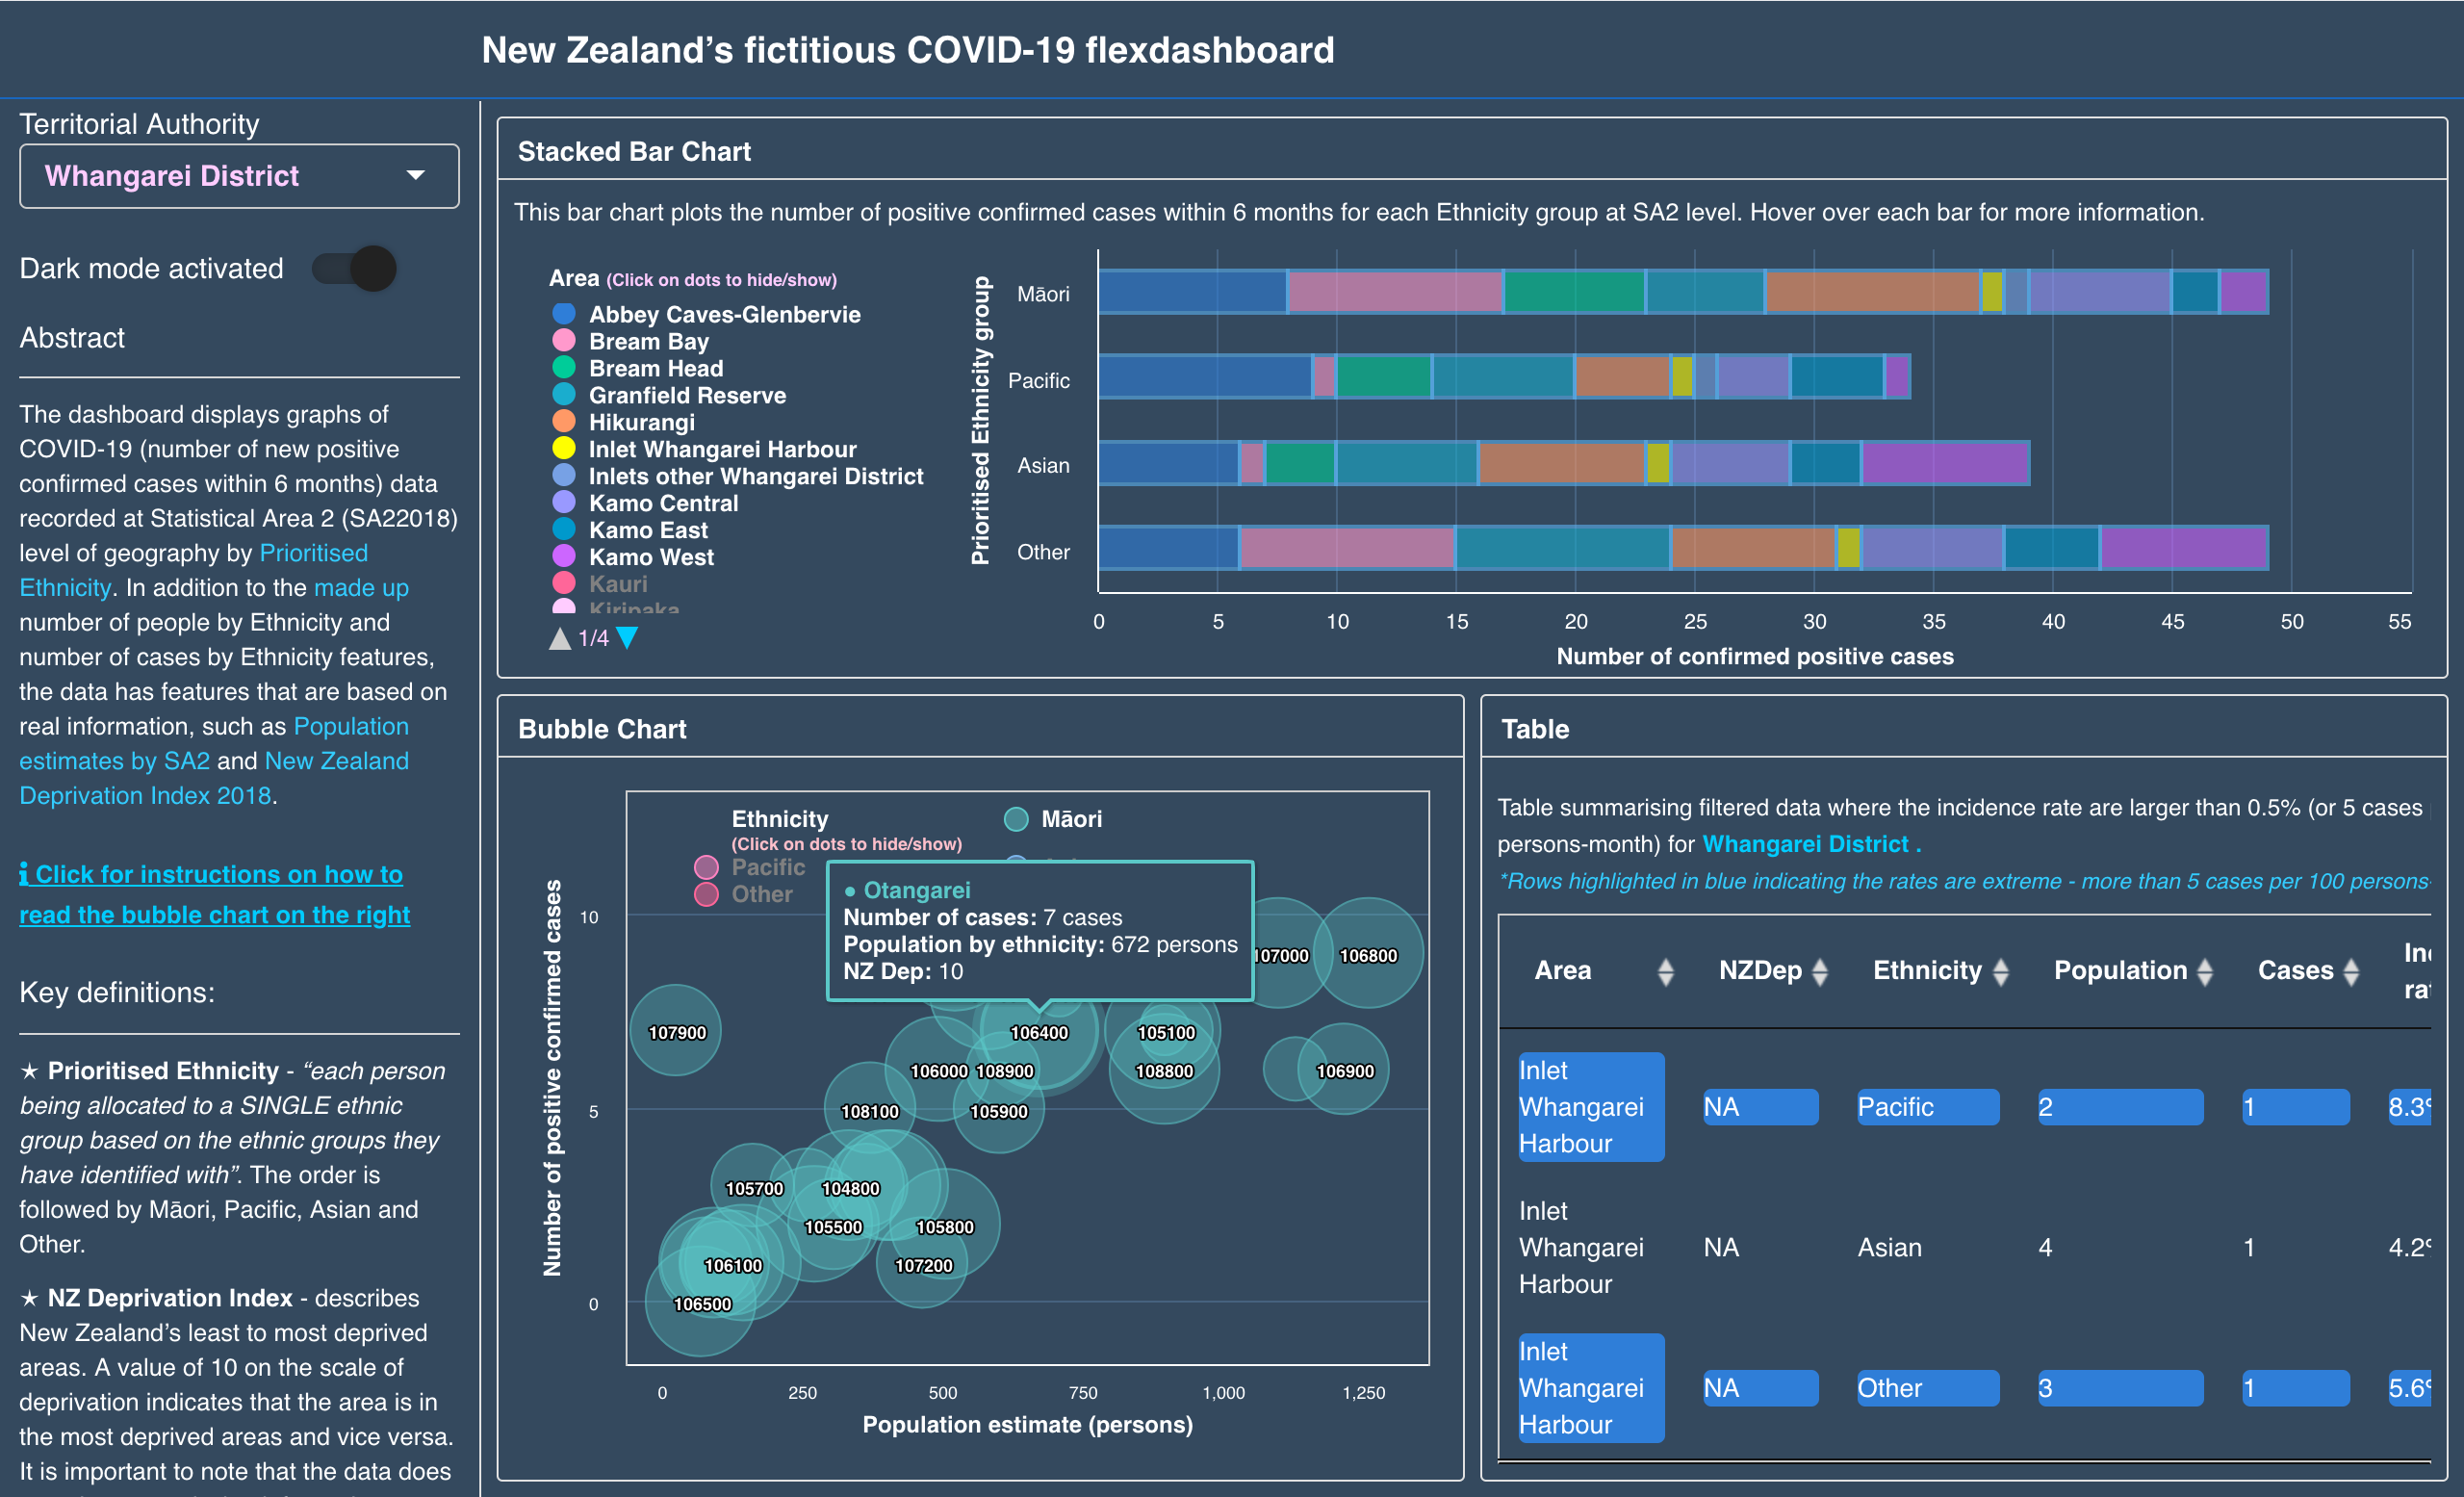 New Zealand’s fictitious COVID-19 flexdashboard
Territorial Authority
Whangarei District
Dark mode activated
Abstract
The dashboard displays graphs of
COVID-19 (number of new positive
confirmed cases within 6 months) data
recorded at Statistical Area 2 (SA22018)
level of geography by Prioritised
Ethnicity. In addition to the made up
number of people by Ethnicity and
number of cases by Ethnicity features,
the data has features that are based on
real information, such as Population
estimates by SA2 and New Zealand
Deprivation Index 2018.
Click for instructions on how to
read the bubble chart on the right
Key definitions:
★ Prioritised Ethnicity - “each person
being allocated to a SINGLE ethnic
group based on the ethnic groups they
have identified with”. The order is
followed by Māori, Pacific, Asian and
Other.
★ NZ Deprivation Index - describes
New Zealand’s least to most deprived
areas. A value of 10 on the scale of
deprivation indicates that the area is in
the most deprived areas and vice versa.
It is important to note that the data does
Stacked Bar Chart
This bar chart plots the number of positive confirmed cases within 6 months for each Ethnicity group at SA2 level. Hover over each bar for more information.
Area (Click on dots to hide/show)
Abbey Caves-Glenbervie
Bream Bay
Bream Head
Granfield Reserve
Hikurangi
Inlet Whangarei Harbour
Inlets other Whangarei District
Kamo Central
Kamo East
Kamo West
Kauri
Kiripaka
1/4
Prioritised Ethnicity group
Māori
Pacific
Asian
Other
0 5 10 15 20 25 30 35 40 45 50 55
Number of confirmed positive cases
Bubble Chart
Ethnicity
(Click on dots to hide/show)
Māori
Pacific
Other
● Otangarei
Number of cases: 7 cases
Population by ethnicity: 672 persons
NZ Dep: 10
Number of positive confirmed cases
10
5
0
107000 106800
107900 106400 105100
106000 108900 108800 106900
108100 105900
105700 104800
105500 105800
106100 107200
106500
0 250 500 750 1,000 1,250
Population estimate (persons)
Table
Table summarising filtered data where the incidence rate are larger than 0.5% (or 5 cases
persons-month) for Whangarei District .
*Rows highlighted in blue indicating the rates are extreme - more than 5 cases per 100 persons-
Area NZDep Ethnicity Population Cases
Inlet
Whangarei
Harbour
NA Pacific 2 1 8.3
Inlet
Whangarei
Harbour
NA Asian 4 1 4.2
Inlet
Whangarei
Harbour
NA Other 3 1 5.6